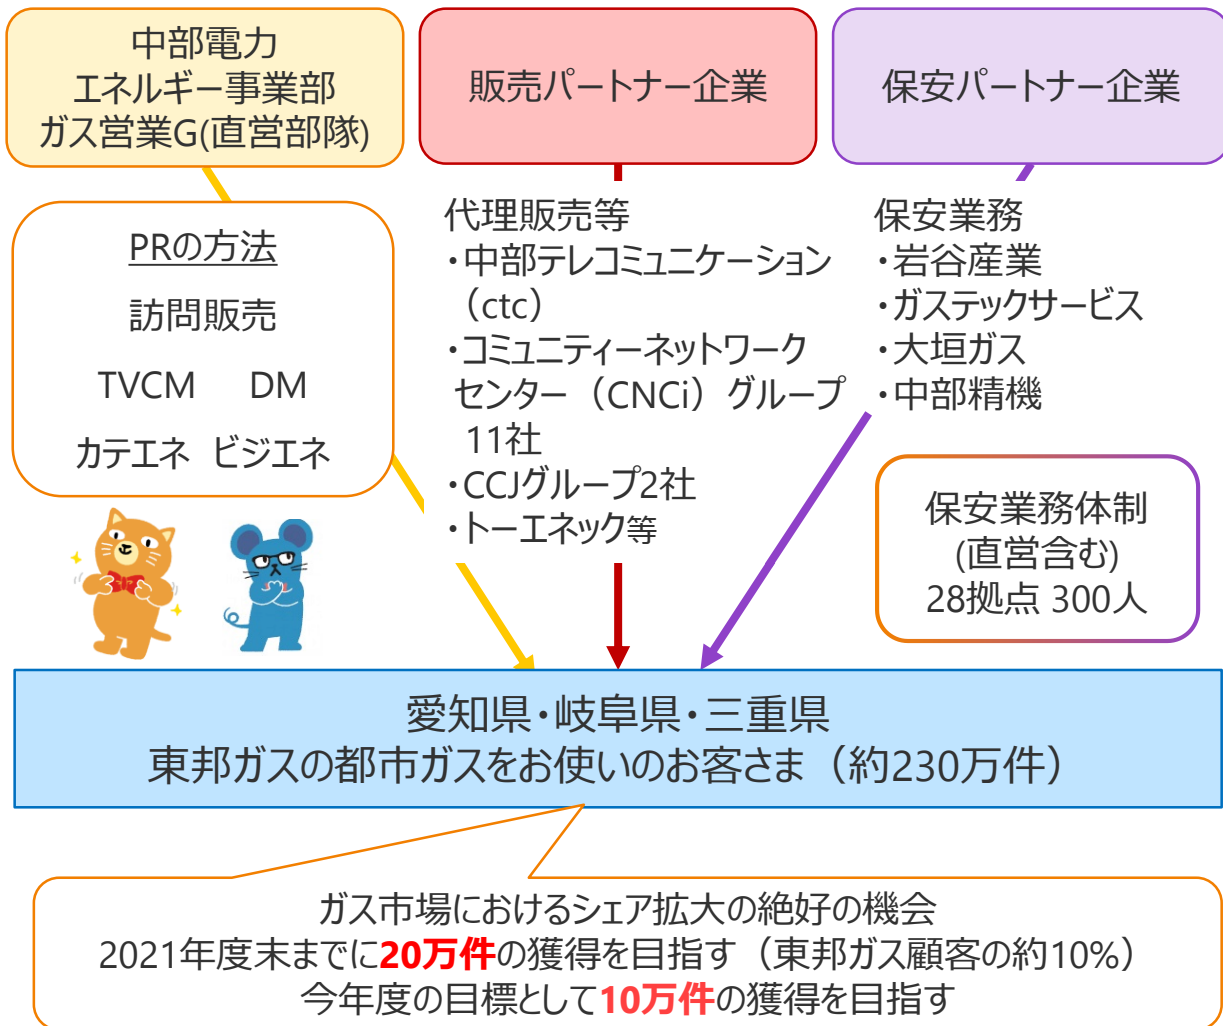 中部電力
エネルギー事業部
ガス営業G(直営部隊)
販売パートナー企業
保安パートナー企業
PRの方法
訪問販売
TVCM DM
カテエネ ビジエネ
代理販売等
・中部テレコミュニケーション
（ctc）
・コミュニティーネットワーク
センター（CNCi）グループ
11社
・CCJグループ2社
・トーエネック等
保安業務
・岩谷産業
・ガステックサービス
・大垣ガス
・中部精機
保安業務体制
(直営含む)
28拠点 300人
愛知県・岐阜県・三重県
東邦ガスの都市ガスをお使いのお客さま（約230万件）
ガス市場におけるシェア拡大の絶好の機会
2021年度末までに20万件の獲得を目指す（東邦ガス顧客の約10%）
今年度の目標として10万件の獲得を目指す